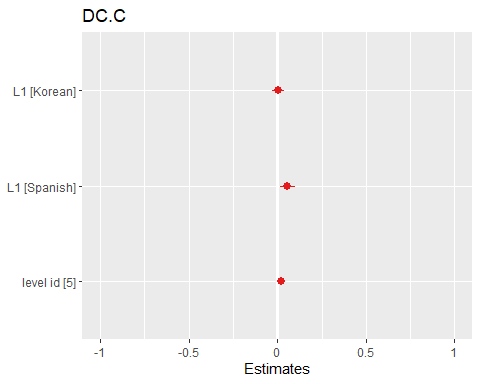 DC.C
L1 [Korean]
L1 [Spanish]
level id [5]
-1 -0.5 0 0.5 1
Estimates